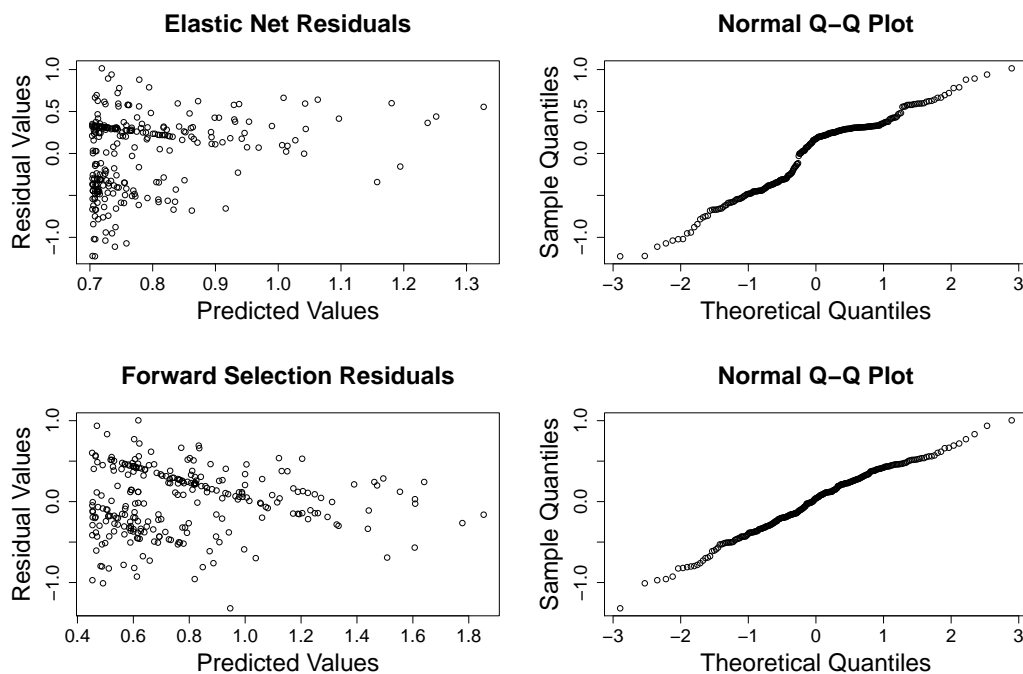 Elastic Net Residuals
Residual Values
1.0
0.5
0.0
−1.0
0.7 0.8 0.9 1.0 1.1 1.2 1.3
Predicted Values
Normal Q−Q Plot
Sample Quantiles
1.0
0.5
0.0
−1.0
−3 −2 −1 0 1 2 3
Theoretical Quantiles
Forward Selection Residuals
Residual Values
1.0
0.0
−1.0
0.4 0.6 0.8 1.0 1.2 1.4 1.6 1.8
Predicted Values
Normal Q−Q Plot
Sample Quantiles
1.0
0.0
−1.0
−3 −2 −1 0 1 2 3
Theoretical Quantiles